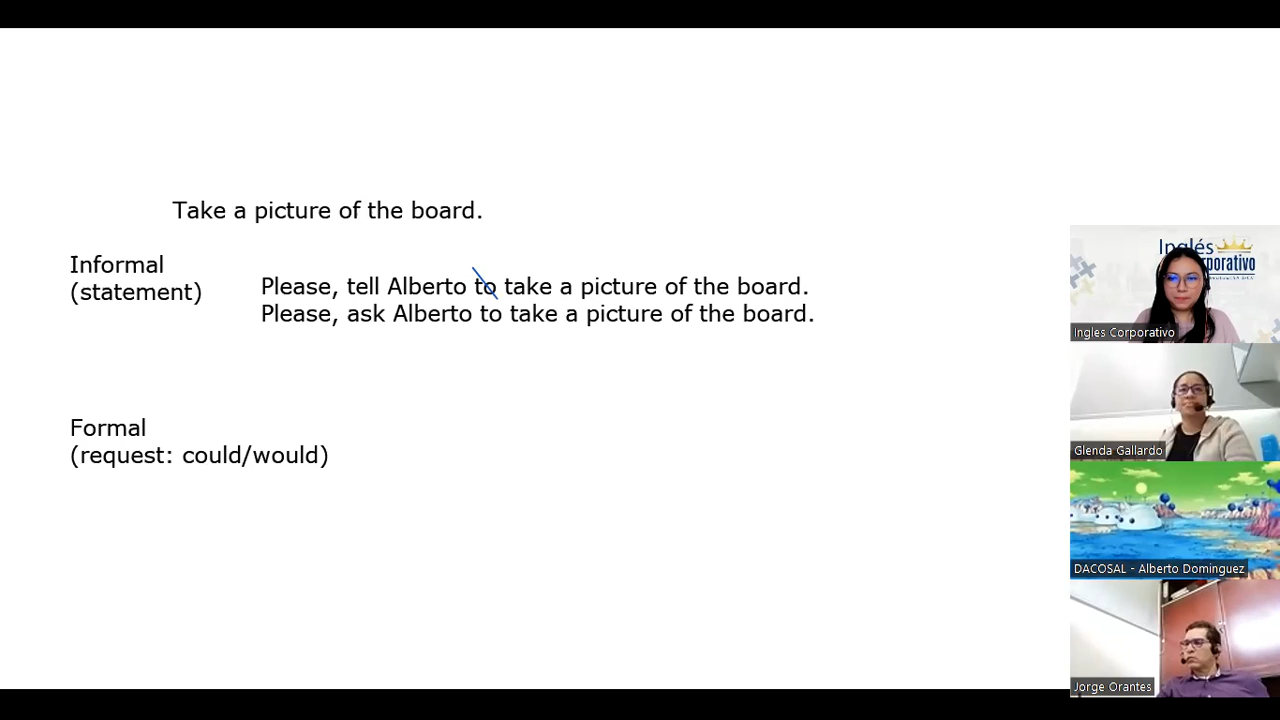 Take a picture of the board.
Informal
(statement)
Please, tell Alberto to take a picture of the board.
Please, ask Alberto to take a picture of the board.
Formal
(request: could/would)
Inglés
Ingles Corporativo
Glenda Gallardo
DACOSAL - Alberto Domínguez
Jorge Orantes